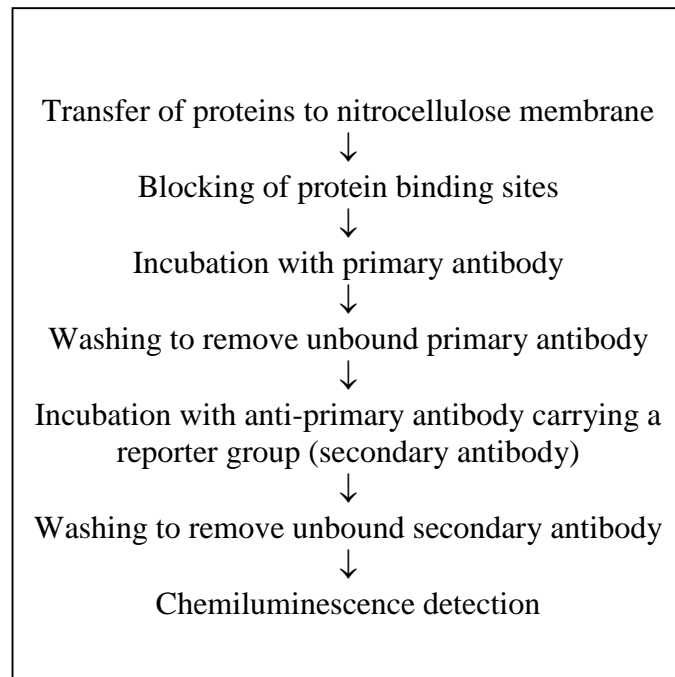 Transfer of proteins to nitrocellulose membrane
↓
Blocking of protein binding sites
↓
Incubation with primary antibody
↓
Washing to remove unbound primary antibody
↓
Incubation with anti-primary antibody carrying a
reporter group (secondary antibody)
↓
Washing to remove unbound secondary antibody
↓
Chemiluminescence detection